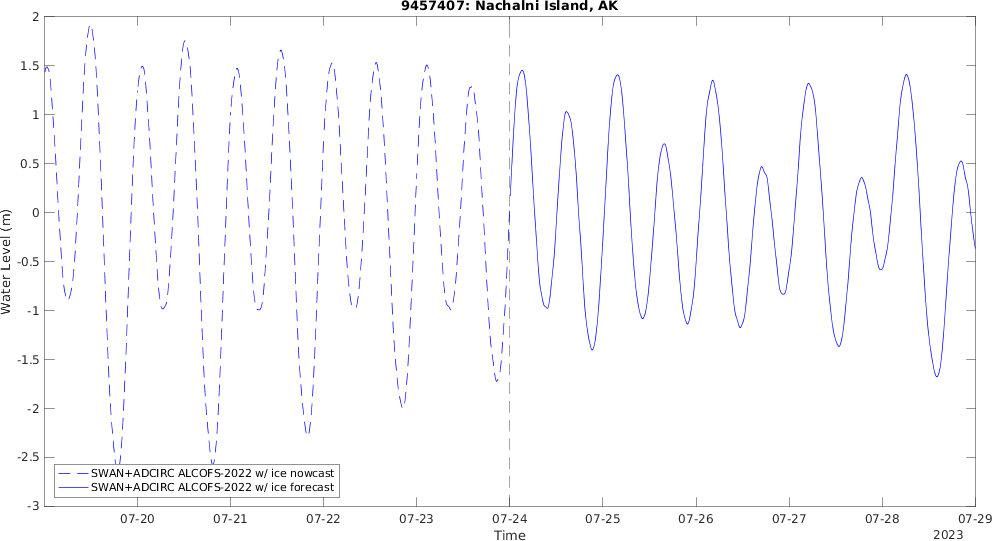 9457407: Nachalni Island, AK
Water Level (m)
2
1.5
1
0.5
0
-0.5
-1
-1.5
-2
-2.5
-3
SWAN+ADCIRC ALCOFS-2022 w/ ice nowcast
SWAN+ADCIRC ALCOFS-2022 w/ ice forecast
07-20 07-21 07-22 07-23 07-24 07-25 07-26 07-27 07-28 07-29
Time
2023